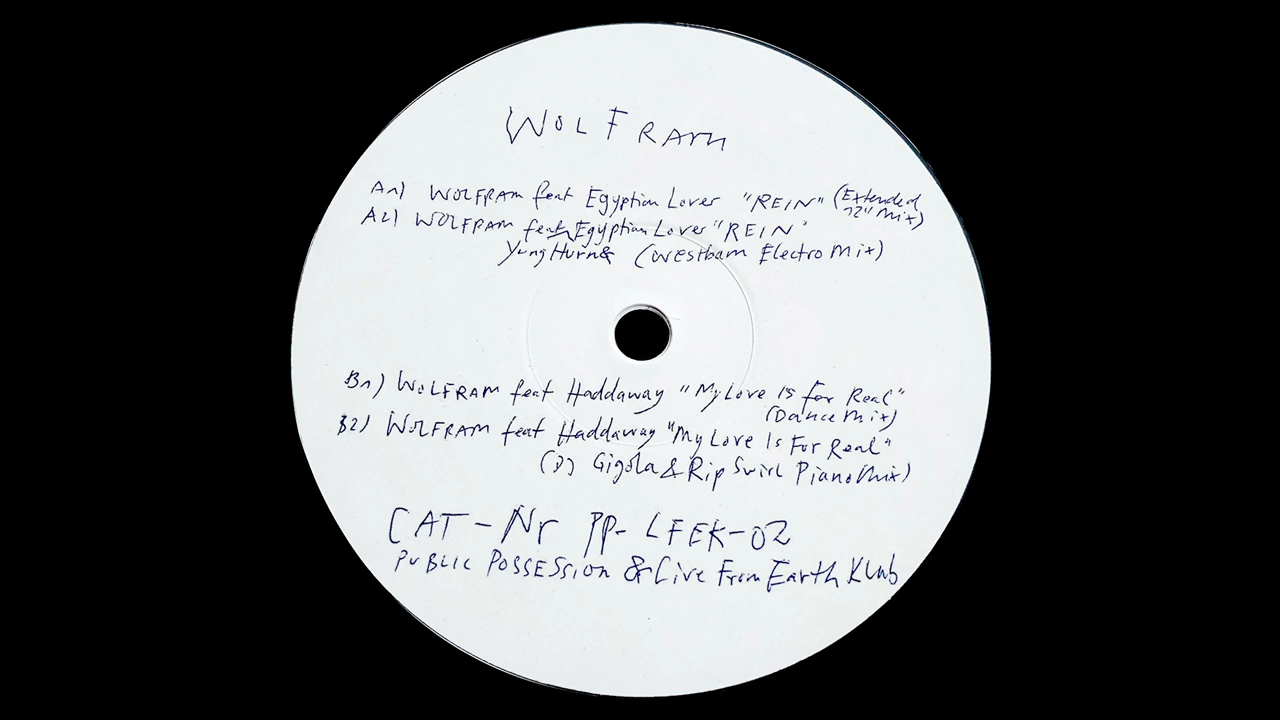 WOLFRAM
A1) WOLFRAM feat Egyptian Lover "REIN" (Extended 12" Mix)
A2) WOLFRAM feat Egyptian Lover "REIN"
Yung Hurn & (Westbam Electro Mix)
B1) WOLFRAM feat Haddaway "My Love Is for Real"
(Dance Mix)
B2) WOLFRAM feat Haddaway "My Love Is For Real"
(DJ Gigola & Rip Swirl Piano Mix)
CAT-Nr PP-LFEK-02
PUBLIC POSSESSION & Live From Earth Klub